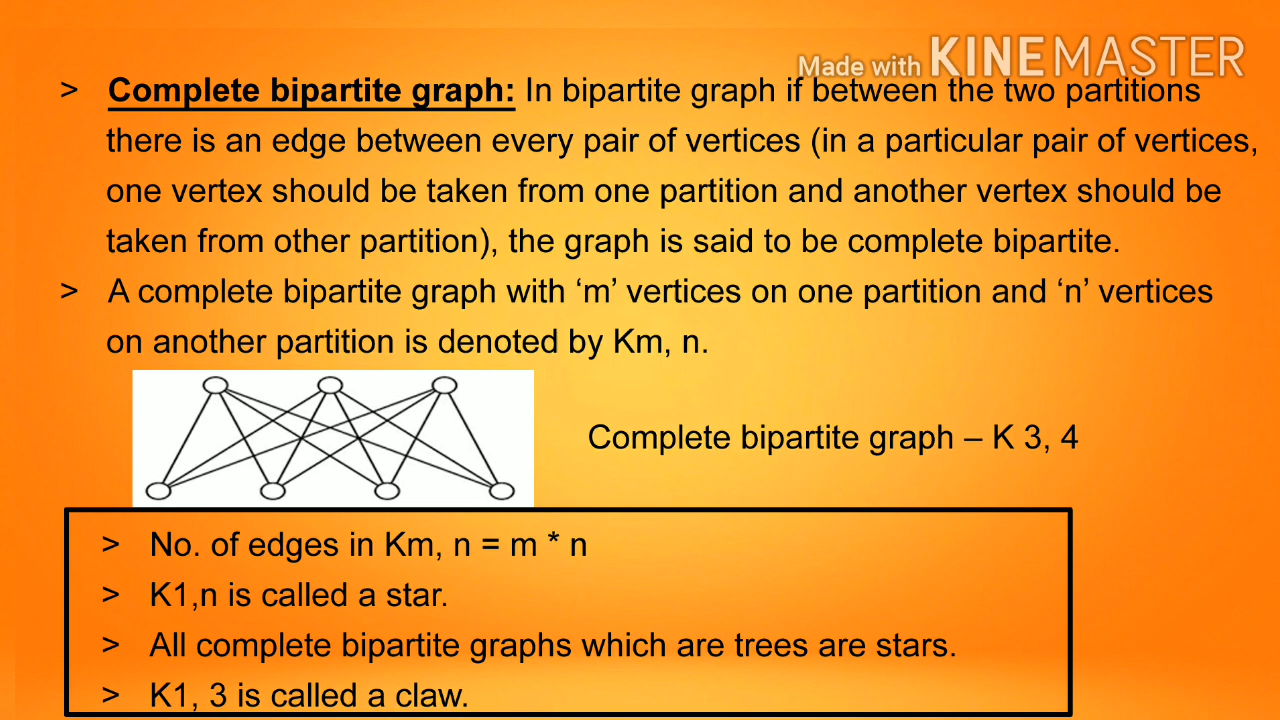 Made with KINEMASTER
> Complete bipartite graph: In bipartite graph if between the two partitions
there is an edge between every pair of vertices (in a particular pair of vertices,
one vertex should be taken from one partition and another vertex should be
taken from other partition), the graph is said to be complete bipartite.
> A complete bipartite graph with ‘m’ vertices on one partition and ‘n’ vertices
on another partition is denoted by Km, n.
Complete bipartite graph – K 3, 4
> No. of edges in Km, n = m * n
> K1,n is called a star.
> All complete bipartite graphs which are trees are stars.
> K1, 3 is called a claw.